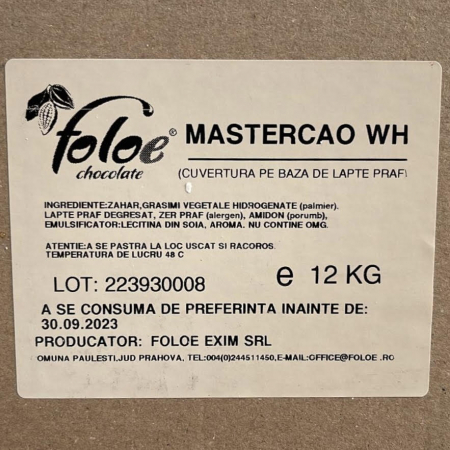 foloe®
chocolate
MASTERCAO WH
(CUVERTURA PE BAZA DE LAPTE PRAF)
INGREDIENTE:ZAHAR,GRASIMI VEGETALE HIDROGENATE (palmier).
LAPTE PRAF DEGRESAT, ZER PRAF (alergen), AMIDON (porumb),
EMULSIFICATOR:LECITINA DIN SOIA, AROMA. NU CONTINE OMG.
ATENTIE:A SE PASTRA LA LOC USCAT SI RACOROS.
TEMPERATURA DE LUCRU 48 C
LOT: 223930008
e 12 KG
A SE CONSUMA DE PREFERINTA INAINTE DE:
30.09.2023
PRODUCATOR: FOLOE EXIM SRL
OMUNA PAULESTI,JUD PRAHOVA, TEL:004(0)244511450,E-MAIL:OFFICE@FOLOE .RO